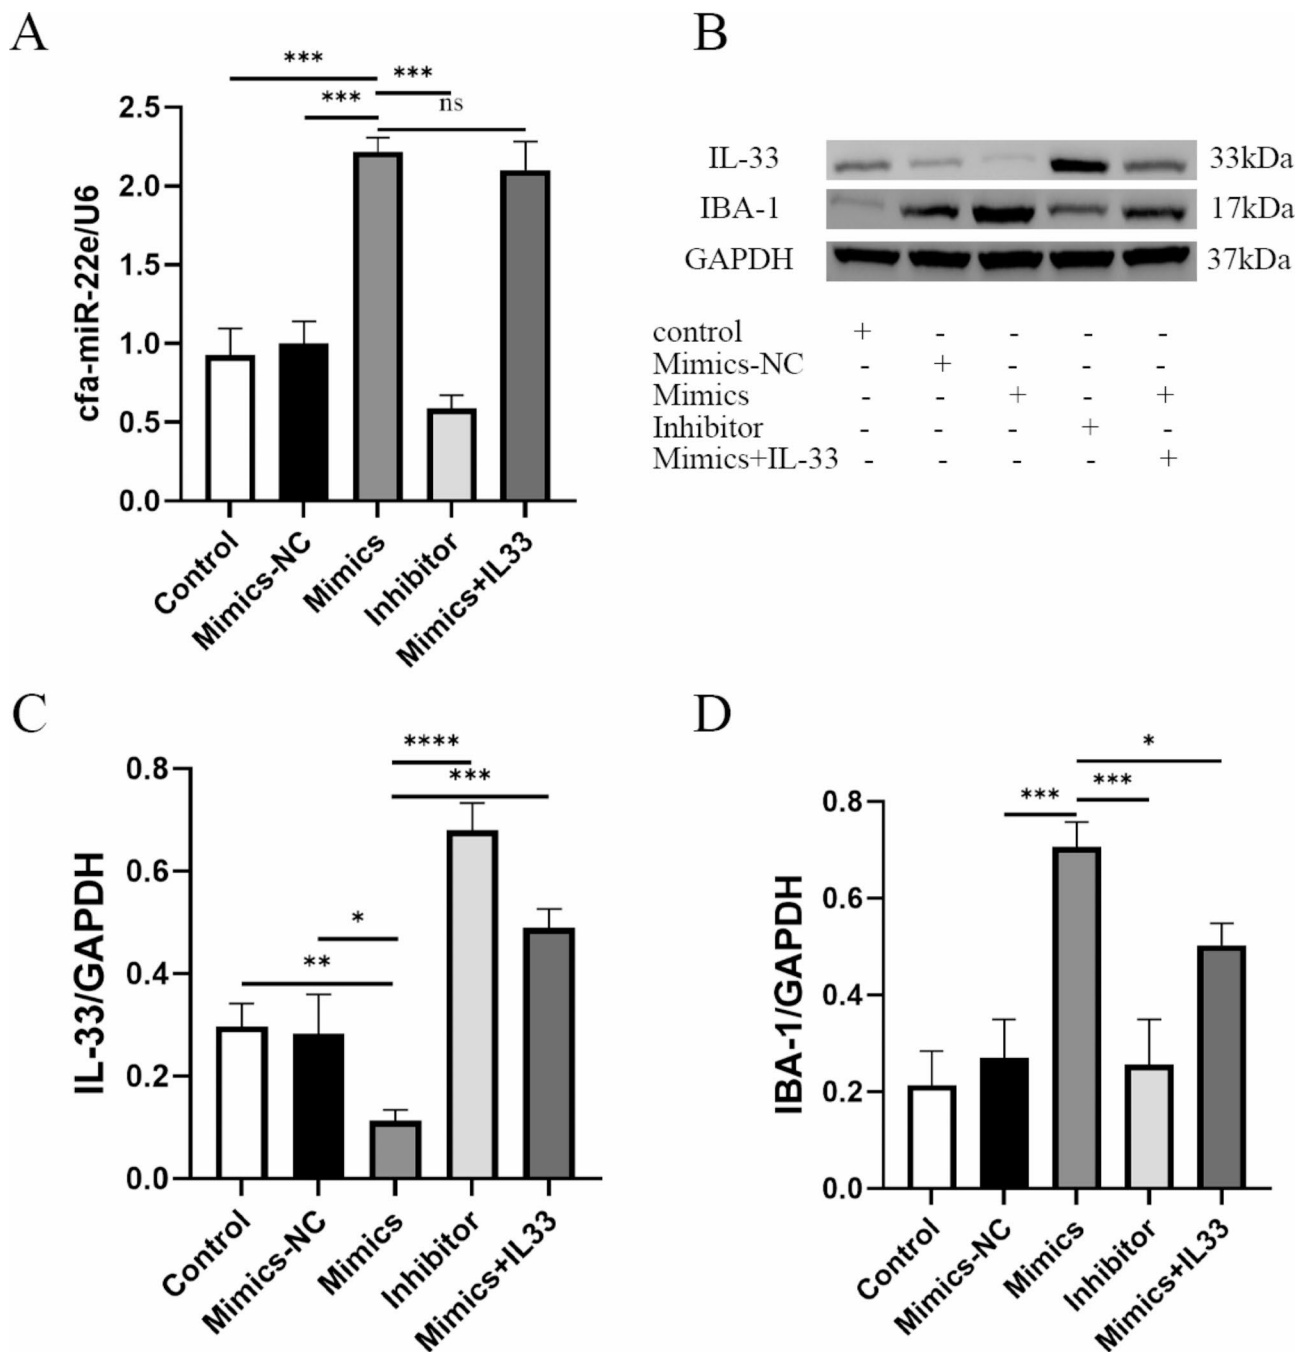 A
***
***
***
ns
2.5
2.0
1.5
1.0
0.5
0.0
cfa-miR-22e/U6
Control
Mimics-NC
Mimics
Inhibitor
Mimics+IL33
B
IL-33 33kDa
IBA-1 17kDa
GAPDH 37kDa
control + - - - -
Mimics-NC - + - - -
Mimics - - + - +
Inhibitor - - - + -
Mimics+IL-33 - - - - +
C
****
***
*
**
0.8
0.6
0.4
0.2
0.0
IL-33/GAPDH
Control
Mimics-NC
Mimics
Inhibitor
Mimics+IL33
D
*
***
***
0.8
0.6
0.4
0.2
0.0
IBA-1/GAPDH
Control
Mimics-NC
Mimics
Inhibitor
Mimics+IL33